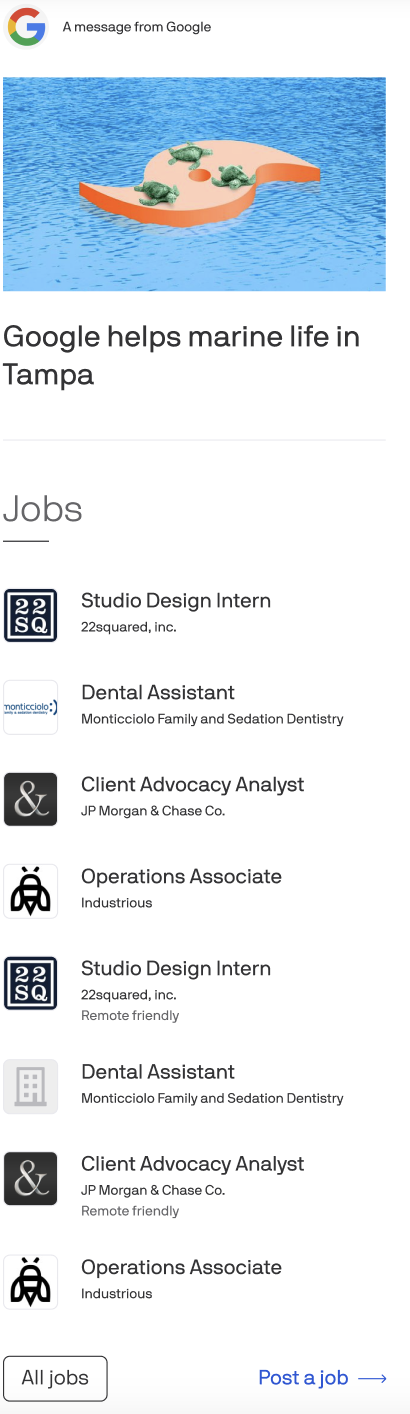 A message from Google
Google helps marine life in
Tampa
Jobs
22
SQ
Studio Design Intern
22squared, inc.
monticciolo:)
family & sedation dentistry
Dental Assistant
Monticciolo Family and Sedation Dentistry
&
Client Advocacy Analyst
JP Morgan & Chase Co.
Operations Associate
Industrious
22
SQ
Studio Design Intern
22squared, inc.
Remote friendly
Dental Assistant
Monticciolo Family and Sedation Dentistry
&
Client Advocacy Analyst
JP Morgan & Chase Co.
Remote friendly
Operations Associate
Industrious
All jobs
Post a job